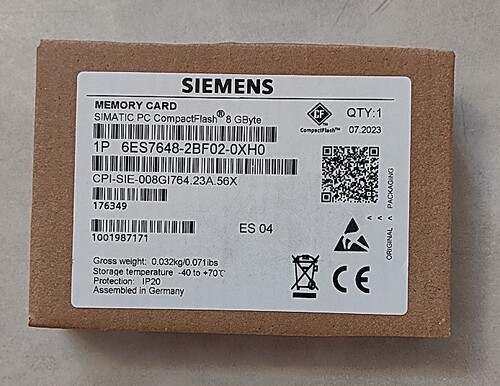 SIEMENS
MEMORY CARD
SIMATIC PC CompactFlash® 8 GByte
CF
CompactFlash™
QTY:1
07.2023
1P 6ES7648-2BF02-0XH0
CPI-SIE-008GI764.23A.56X
176349
1001987171
ES 04
ORIGINAL < < < PACKAGING
Gross weight: 0.032kg/0.071lbs
Storage temperature -40 to +70℃
Protection: IP20
Assembled in Germany
CE